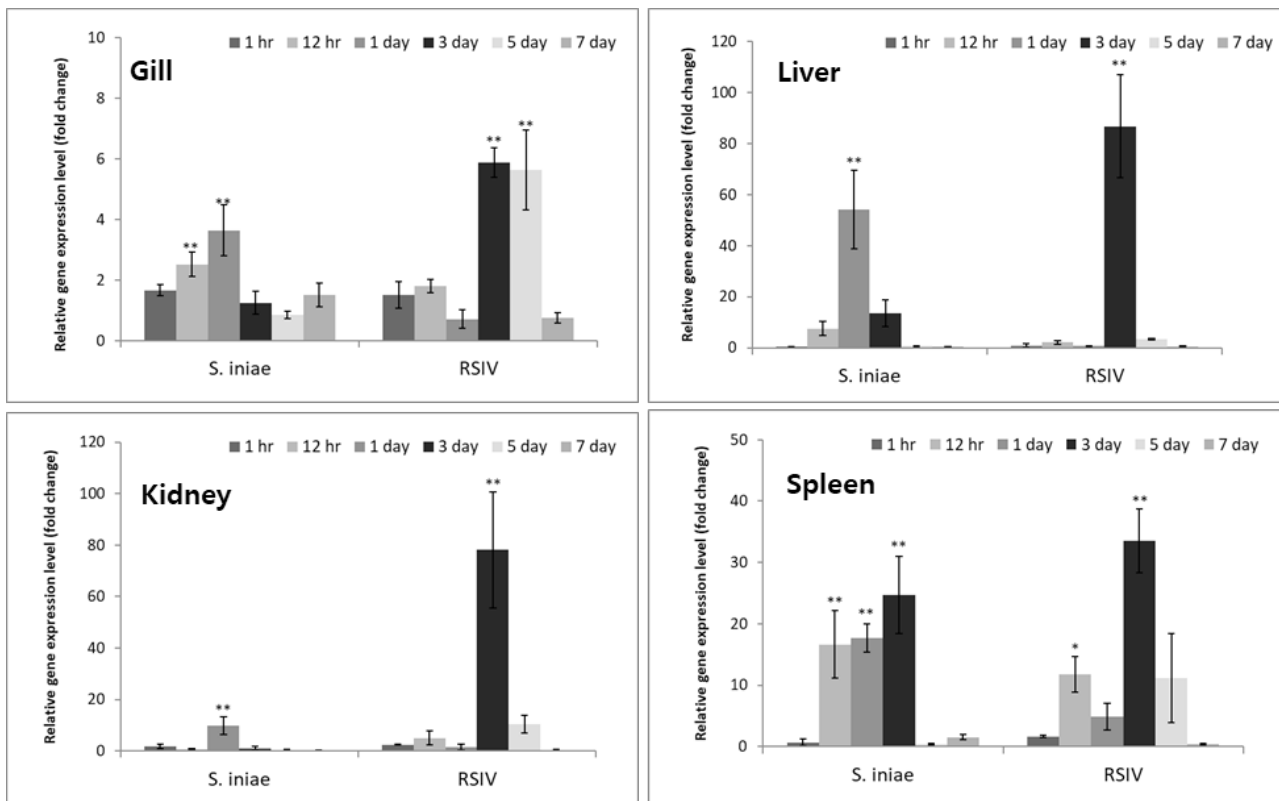 Relative gene expression level (fold change)
10
8
6
4
2
0
1 hr 12 hr 1 day 3 day 5 day 7 day
Gill
** ** ** **
S. iniae RSIV
Relative gene expression level (fold change)
120
100
80
60
40
20
0
1 hr 12 hr 1 day 3 day 5 day 7 day
Liver
** **
S. iniae RSIV
Relative gene expression level (fold change)
120
100
80
60
40
20
0
1 hr 12 hr 1 day 3 day 5 day 7 day
Kidney
** **
S. iniae RSIV
Relative gene expression level (fold change)
50
40
30
20
10
0
1 hr 12 hr 1 day 3 day 5 day 7 day
Spleen
** ** ** * **
S. iniae RSIV